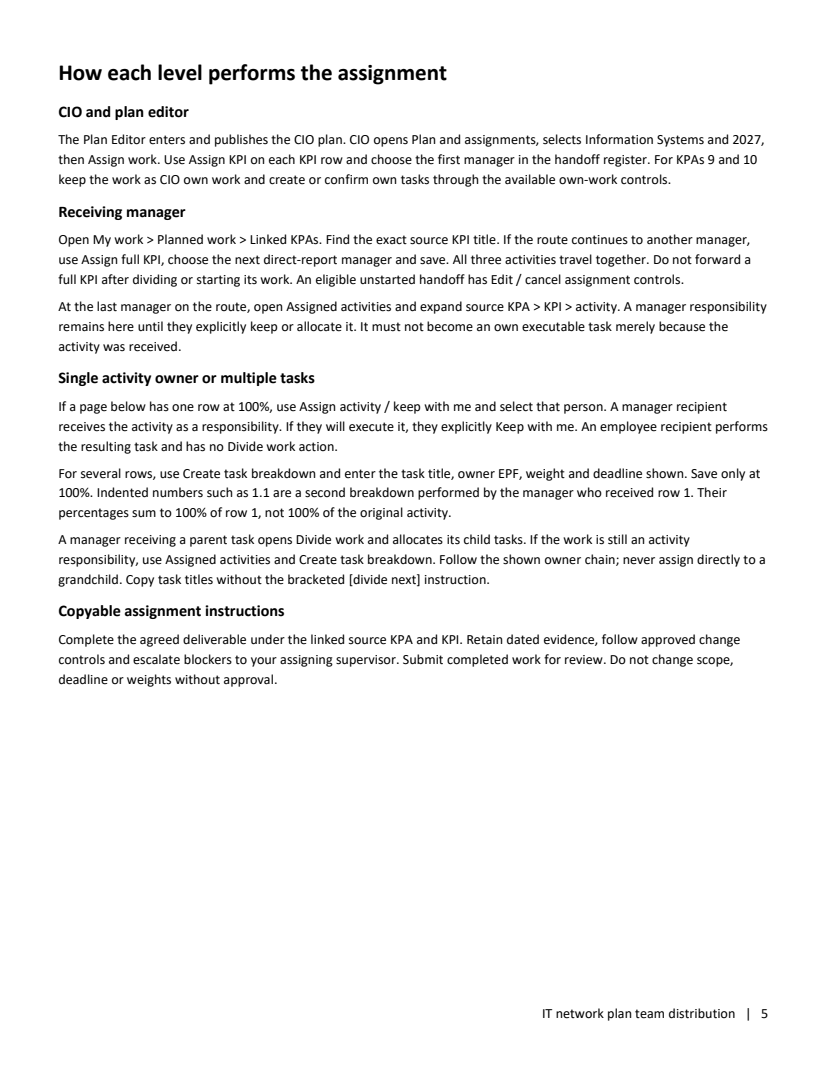 How each level performs the assignment
CIO and plan editor
The Plan Editor enters and publishes the CIO plan. CIO opens Plan and assignments, selects Information Systems and 2027,
then Assign work. Use Assign KPI on each KPI row and choose the first manager in the handoff register. For KPAs 9 and 10
keep the work as CIO own work and create or confirm own tasks through the available own-work controls.
Receiving manager
Open My work > Planned work > Linked KPAs. Find the exact source KPI title. If the route continues to another manager,
use Assign full KPI, choose the next direct-report manager and save. All three activities travel together. Do not forward a
full KPI after dividing or starting its work. An eligible unstarted handoff has Edit / cancel assignment controls.
At the last manager on the route, open Assigned activities and expand source KPA > KPI > activity. A manager responsibility
remains here until they explicitly keep or allocate it. It must not become an own executable task merely because the
activity was received.
Single activity owner or multiple tasks
If a page below has one row at 100%, use Assign activity / keep with me and select that person. A manager recipient
receives the activity as a responsibility. If they will execute it, they explicitly Keep with me. An employee recipient performs
the resulting task and has no Divide work action.
For several rows, use Create task breakdown and enter the task title, owner EPF, weight and deadline shown. Save only at
100%. Indented numbers such as 1.1 are a second breakdown performed by the manager who received row 1. Their
percentages sum to 100% of row 1, not 100% of the original activity.
A manager receiving a parent task opens Divide work and allocates its child tasks. If the work is still an activity
responsibility, use Assigned activities and Create task breakdown. Follow the shown owner chain; never assign directly to a
grandchild. Copy task titles without the bracketed [divide next] instruction.
Copyable assignment instructions
Complete the agreed deliverable under the linked source KPA and KPI. Retain dated evidence, follow approved change
controls and escalate blockers to your assigning supervisor. Submit completed work for review. Do not change scope,
deadline or weights without approval.
IT network plan team distribution | 5